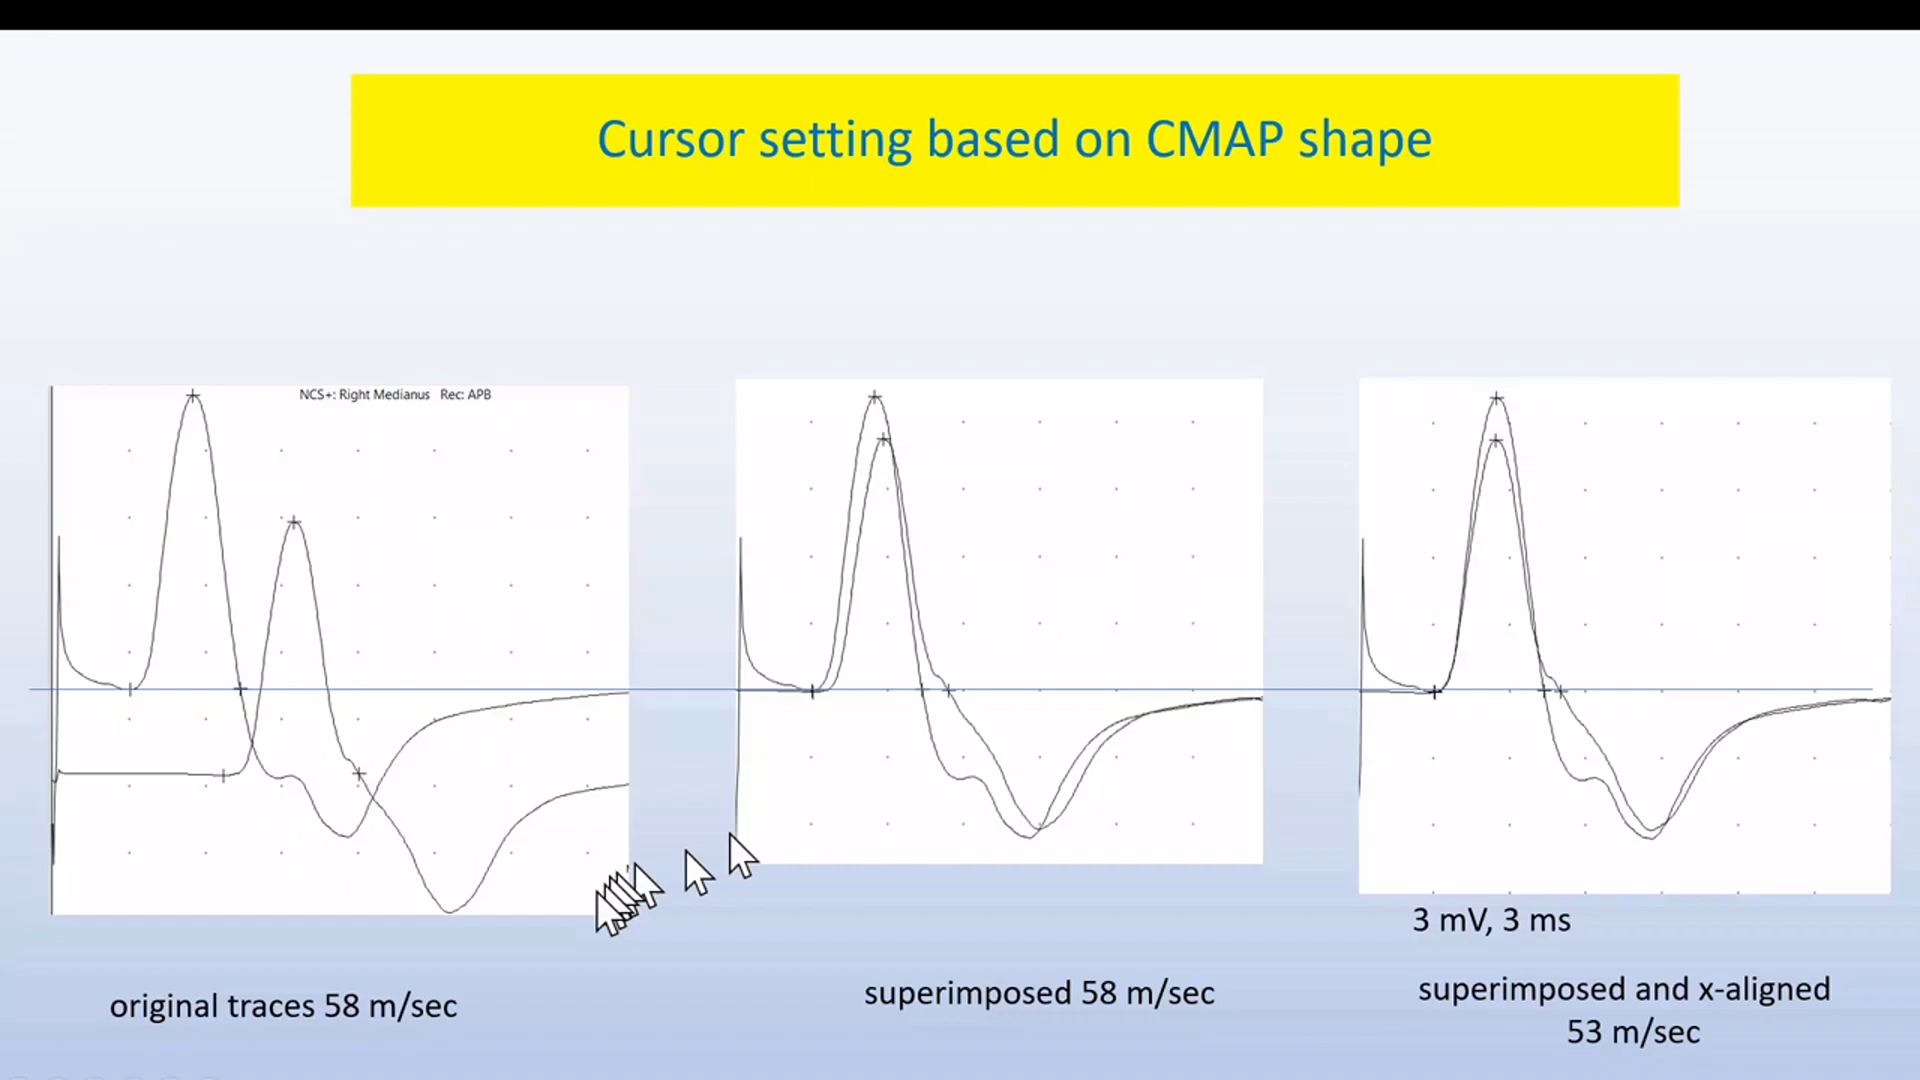 Cursor setting based on CMAP shape
NCS+: Right Medianus Rec: APB
3 mV, 3 ms
original traces 58 m/sec
superimposed 58 m/sec
superimposed and x-aligned
53 m/sec